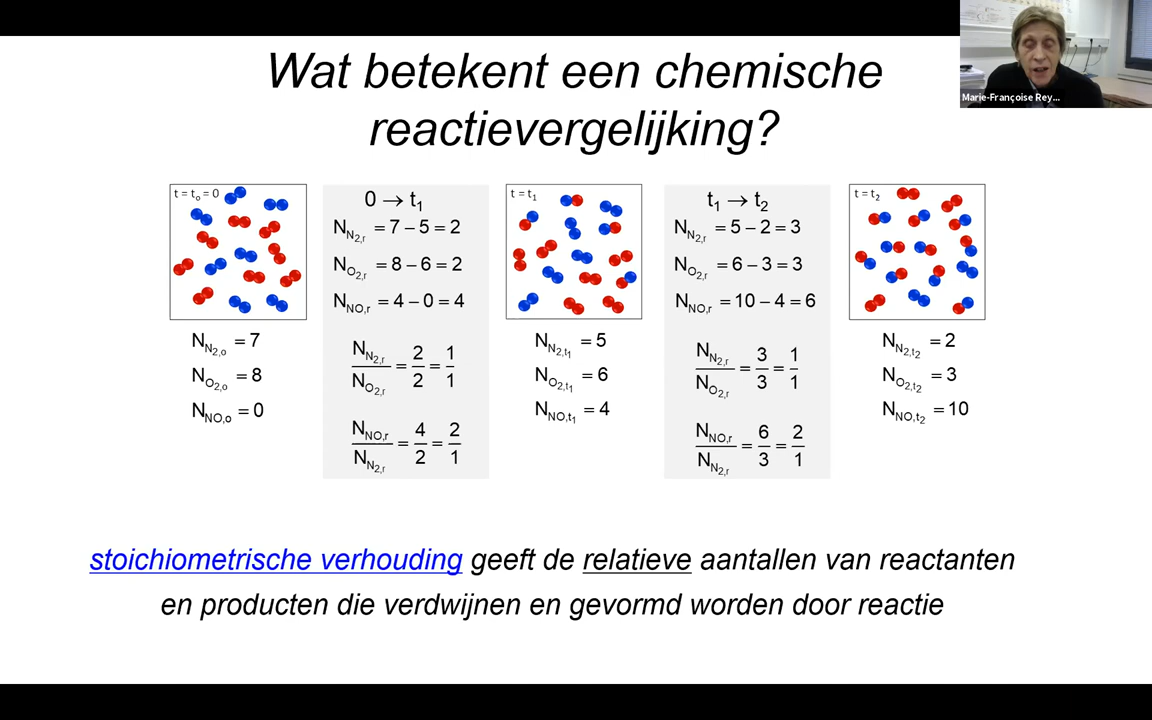 Wat betekent een chemische
reactievergelijking?
Marie-Françoise Rey...
t = t₀ = 0
N_N₂,o = 7
N_O₂,o = 8
N_NO,o = 0
0 → t₁
N_N₂,r = 7 – 5 = 2
N_O₂,r = 8 – 6 = 2
N_NO,r = 4 – 0 = 4
N_N₂,r / N_O₂,r = 2/2 = 1/1
N_NO,r / N_N₂,r = 4/2 = 2/1
t = t₁
N_N₂,t₁ = 5
N_O₂,t₁ = 6
N_NO,t₁ = 4
t₁ → t₂
N_N₂,r = 5 – 2 = 3
N_O₂,r = 6 – 3 = 3
N_NO,r = 10 – 4 = 6
N_N₂,r / N_O₂,r = 3/3 = 1/1
N_NO,r / N_N₂,r = 6/3 = 2/1
t = t₂
N_N₂,t₂ = 2
N_O₂,t₂ = 3
N_NO,t₂ = 10
stoichiometrische verhouding geeft de relatieve aantallen van reactanten
en producten die verdwijnen en gevormd worden door reactie